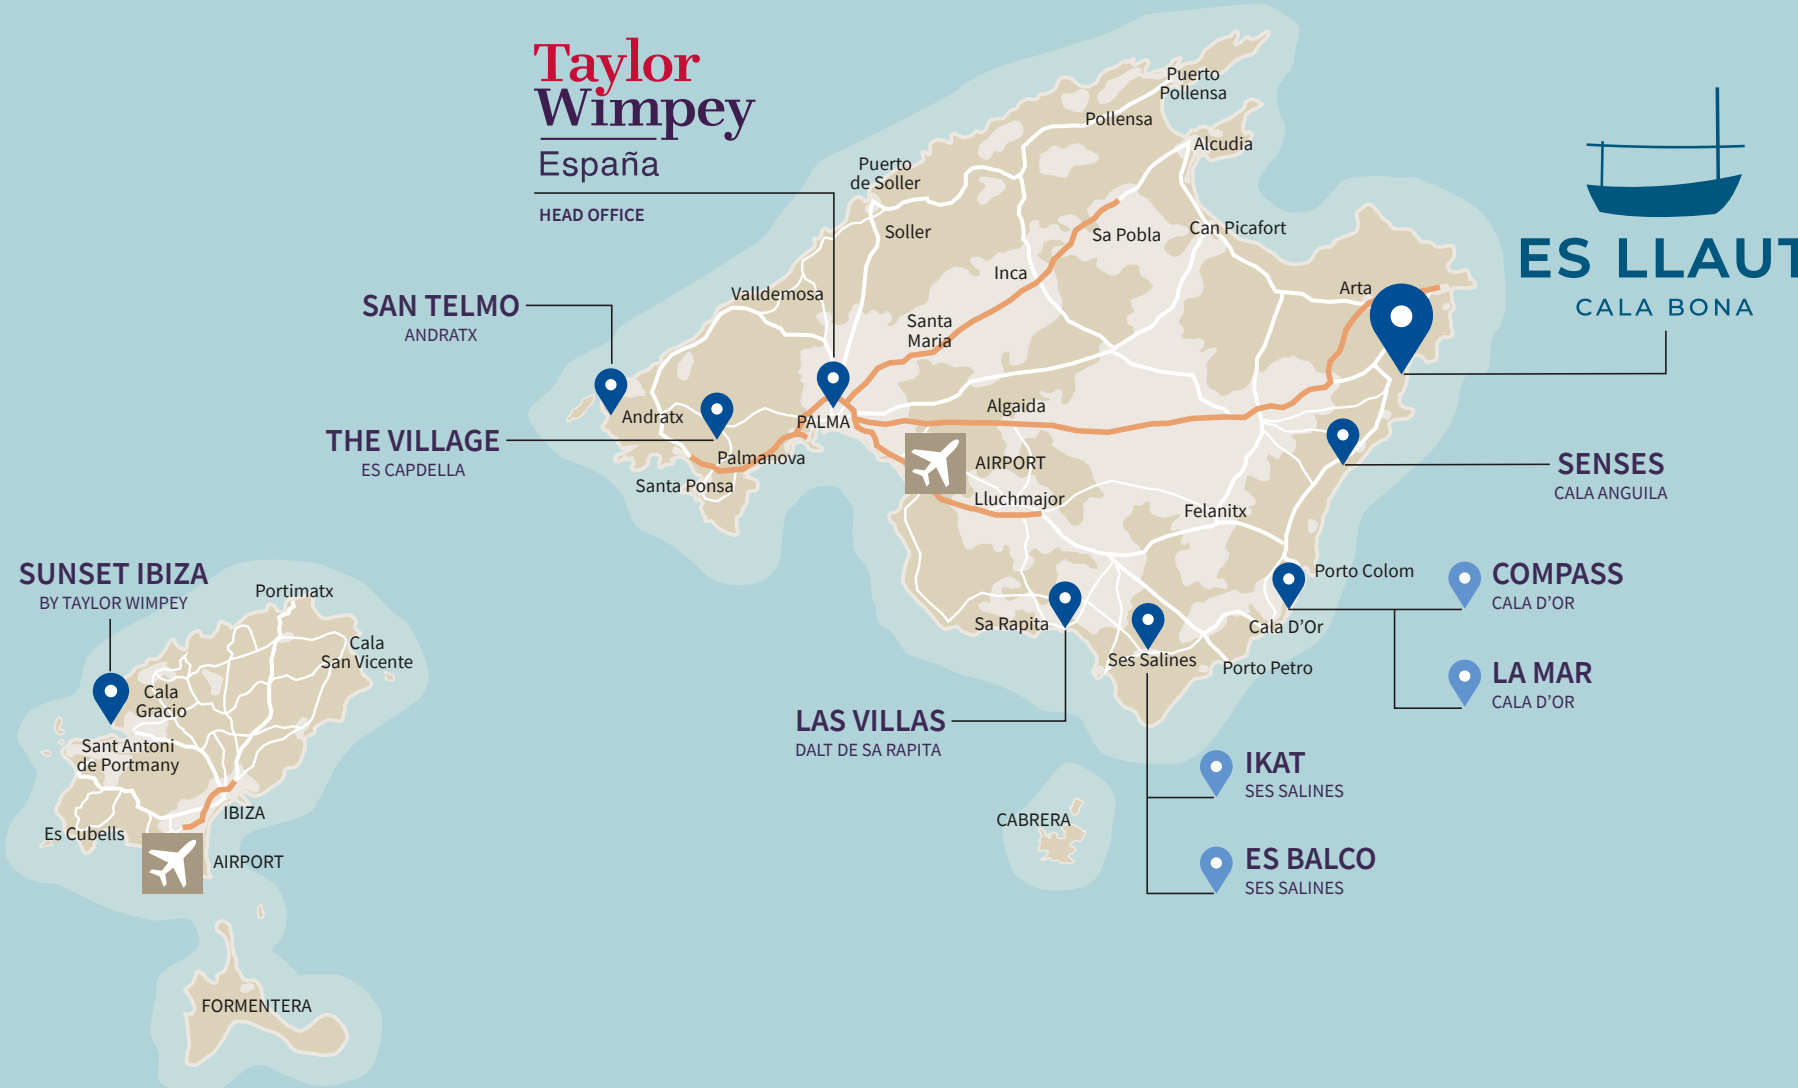 Taylor
Wimpey
España
HEAD OFFICE
Puerto
Pollensa
Pollensa
Alcudia
Puerto
de Soller
Soller
Sa Pobla
Can Picafort
Inca
Valldemosa
Santa
Maria
Arta
ES LLAUT
CALA BONA
SAN TELMO
ANDRATX
Andratx
PALMA
Algaida
THE VILLAGE
ES CAPDELLA
Palmanova
Santa Ponsa
AIRPORT
Lluchmajor
Felanitx
SENSES
CALA ANGUILA
Porto Colom
COMPASS
CALA D’OR
Sa Rapita
Cala D’Or
Ses Salines
Porto Petro
LA MAR
CALA D’OR
LAS VILLAS
DALT DE SA RAPITA
IKAT
SES SALINES
CABRERA
ES BALCO
SES SALINES
SUNSET IBIZA
BY TAYLOR WIMPEY
Portimatx
Cala
San Vicente
Cala
Gracio
Sant Antoni
de Portmany
IBIZA
Es Cubells
AIRPORT
FORMENTERA